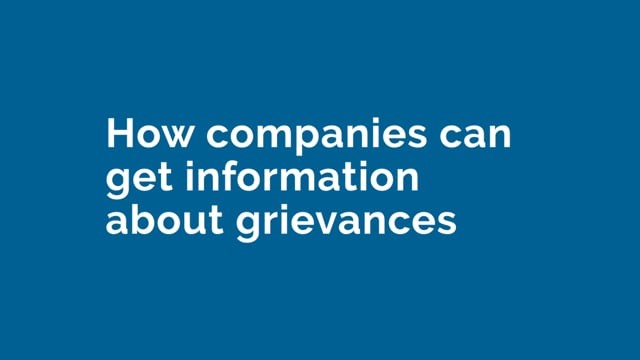 How companies can
get information
about grievances